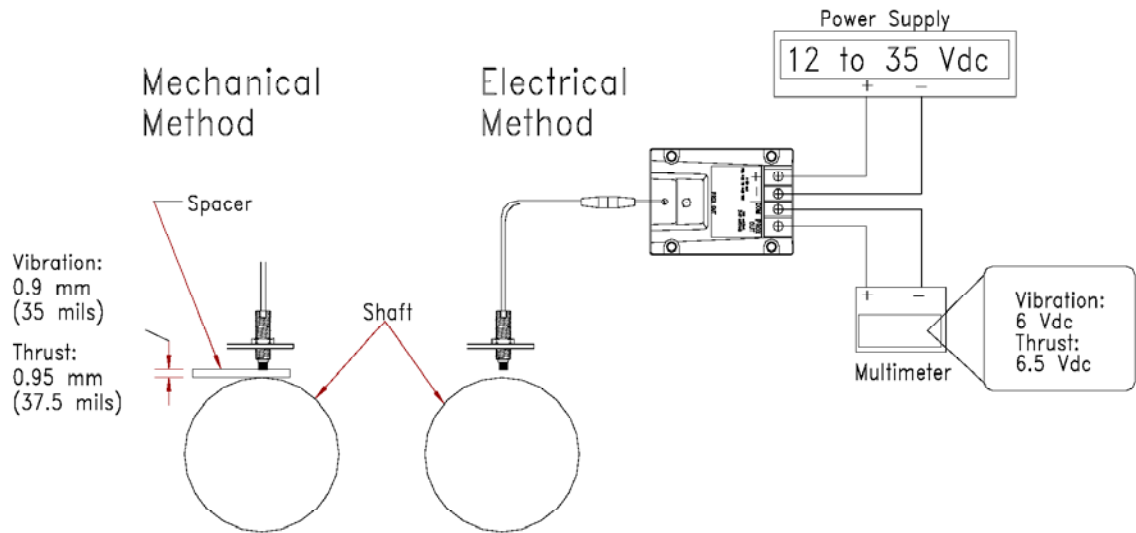 Power Supply
12 to 35 Vdc
+
−
Mechanical
Method
Electrical
Method
Spacer
Vibration:
0.9 mm
(35 mils)
Thrust:
0.95 mm
(37.5 mils)
Shaft
+
−
Vibration:
6 Vdc
Thrust:
6.5 Vdc
Multimeter